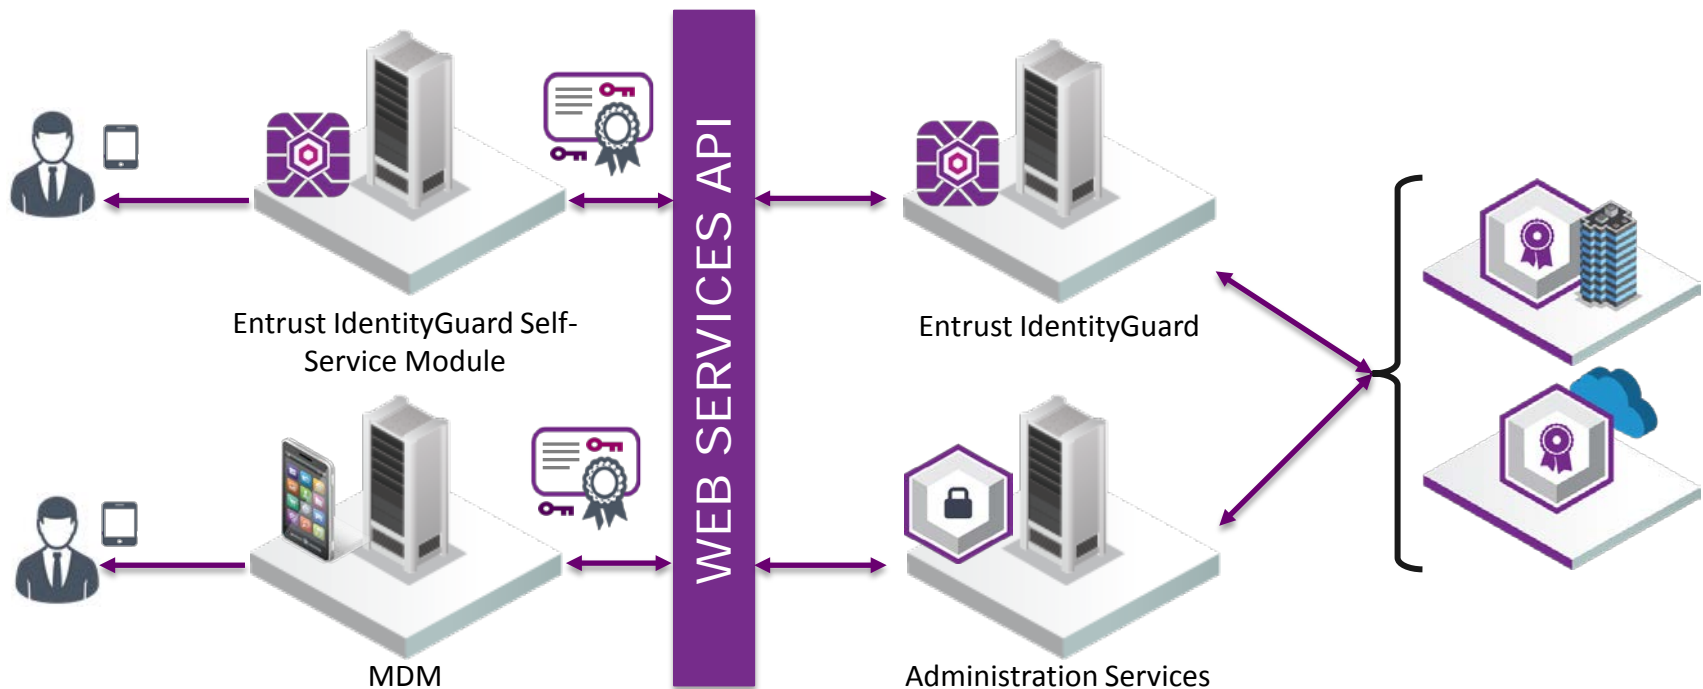 Entrust IdentityGuard Self-
Service Module
MDM
WEB SERVICES API
Entrust IdentityGuard
Administration Services